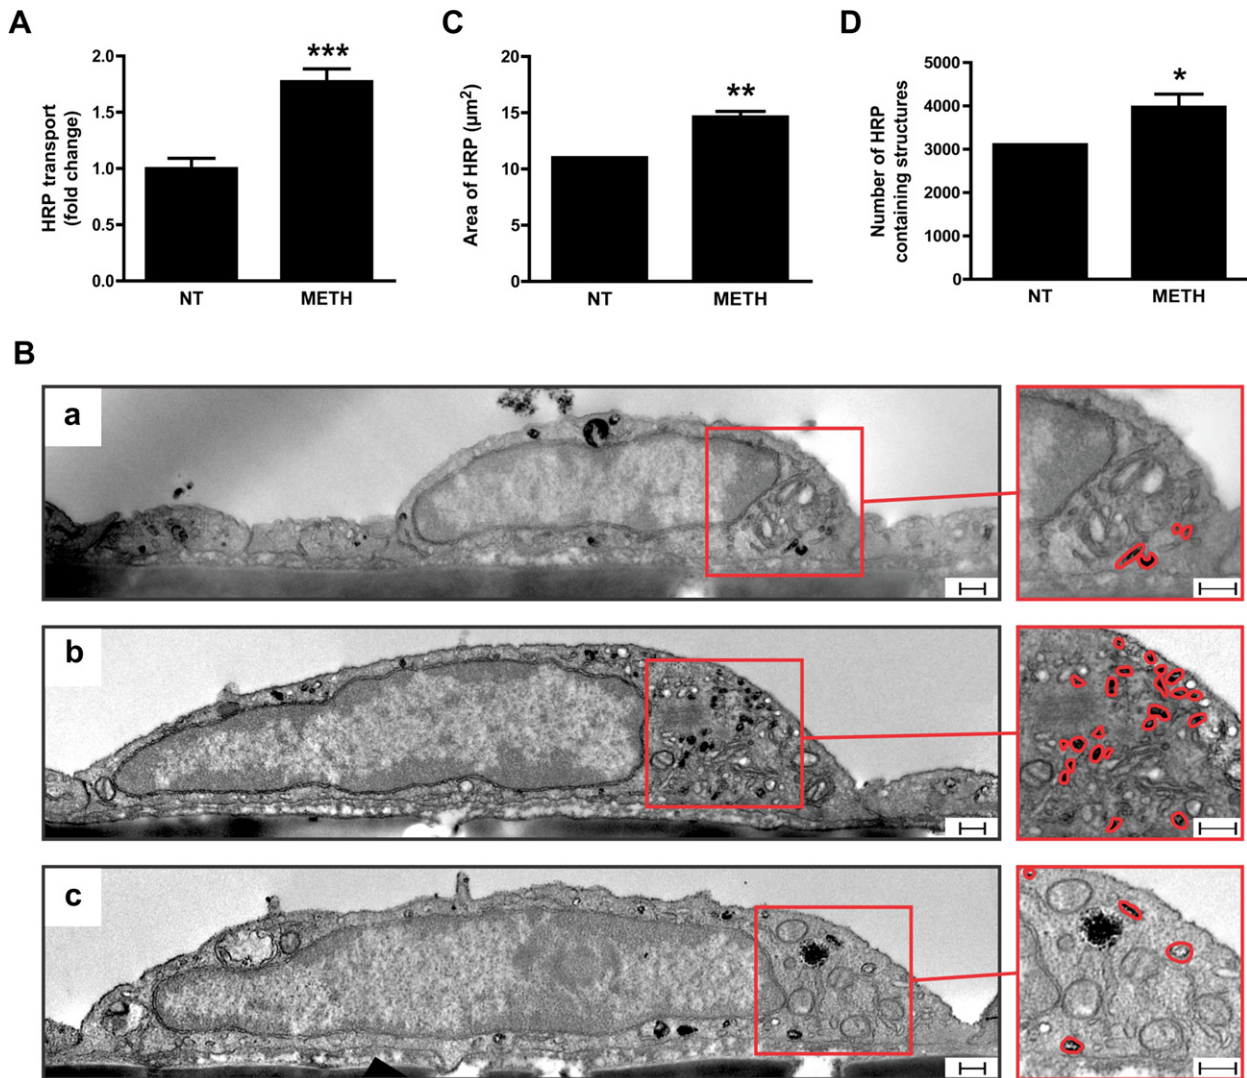 A
HRP transport
(fold change)
2.0
1.5
1.0
0.5
0.0
***
NT
METH
C
Area of HRP (µm²)
20
15
10
5
0
**
NT
METH
D
Number of HRP
containing structures
5000
4000
3000
2000
1000
0
*
NT
METH
B
a
b
c